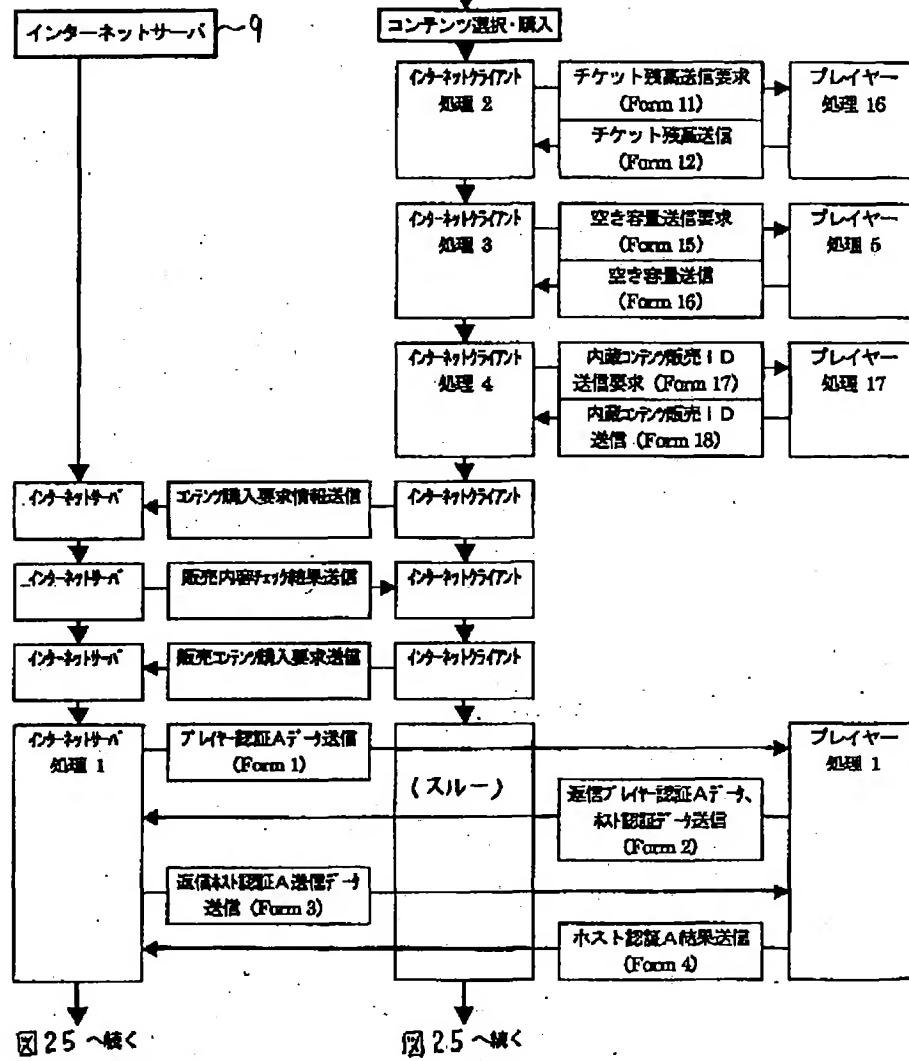 インターネットサーバ 9
コンテンツ選択・購入
インターネットクライアント
処理 2
チケット残高送信要求
(Form 11)
チケット残高送信
(Form 12)
プレイヤー
処理 16
インターネットクライアント
処理 3
空き容量送信要求
(Form 15)
空き容量送信
(Form 16)
プレイヤー
処理 5
インターネットクライアント
処理 4
内蔵コンテンツ販売ID
送信要求 (Form 17)
内蔵コンテンツ販売ID
送信 (Form 18)
プレイヤー
処理 17
インターネットサーバ
コンテンツ購入要求情報送信
インターネットクライアント
インターネットサーバ
販売内容チェック結果送信
インターネットクライアント
インターネットサーバ
販売コンテンツ購入要求送信
インターネットクライアント
インターネットサーバ
処理 1
プレイヤー認証Aデータ送信
(Form 1)
(スルー)
プレイヤー
処理 1
返信プレイヤー認証Aデータ、
ホスト認証データ送信
(Form 2)
返信ホスト認証A送信データ
送信 (Form 3)
ホスト認証A結果送信
(Form 4)
図25へ続く
図25へ続く